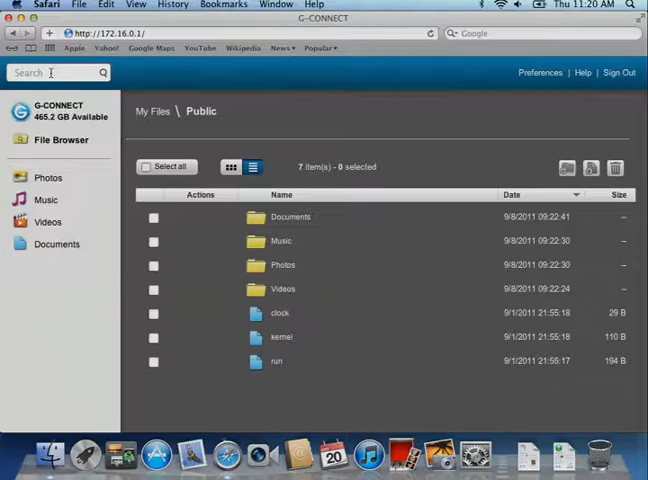 Safari File Edit View History Bookmarks Window Help Thu 11:20 AM
G-CONNECT
http://172.16.0.1/ Google
Apple Yahoo! Google Maps YouTube Wikipedia News Popular
Search Preferences | Help | Sign Out
G-CONNECT
465.2 GB Available
File Browser
Photos
Music
Videos
Documents
My Files \ Public
Select all 7 item(s) - 0 selected
Actions Name Date Size
Documents 9/8/2011 09:22:41 --
Music 9/8/2011 09:22:30 --
Photos 9/8/2011 09:22:30 --
Videos 9/8/2011 09:22:24 --
clock 9/1/2011 21:55:18 29 B
kernel 9/1/2011 21:55:18 110 B
run 9/1/2011 21:55:17 194 B
20